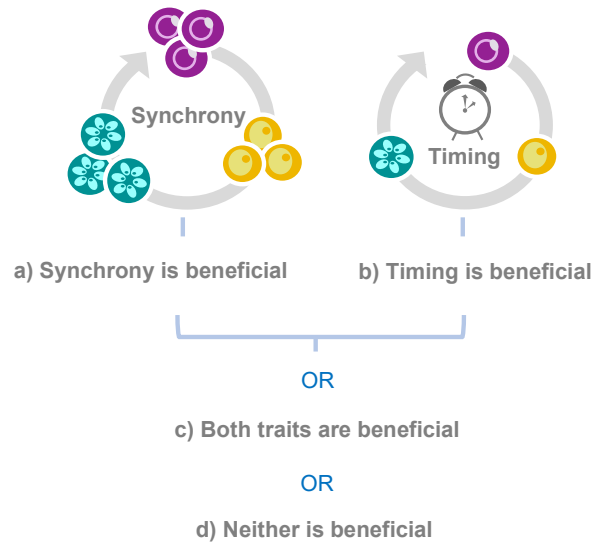 Synchrony
Timing
a) Synchrony is beneficial
b) Timing is beneficial
OR
c) Both traits are beneficial
OR
d) Neither is beneficial